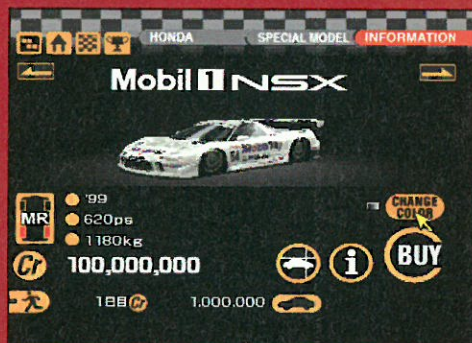 HONDA SPECIAL MODEL INFORMATION
Mobil 1 NSX
'99
MR 620ps
1180kg
CHANGE COLOR
Cr 100,000,000
i BUY
1日目 Cr 1.000.000